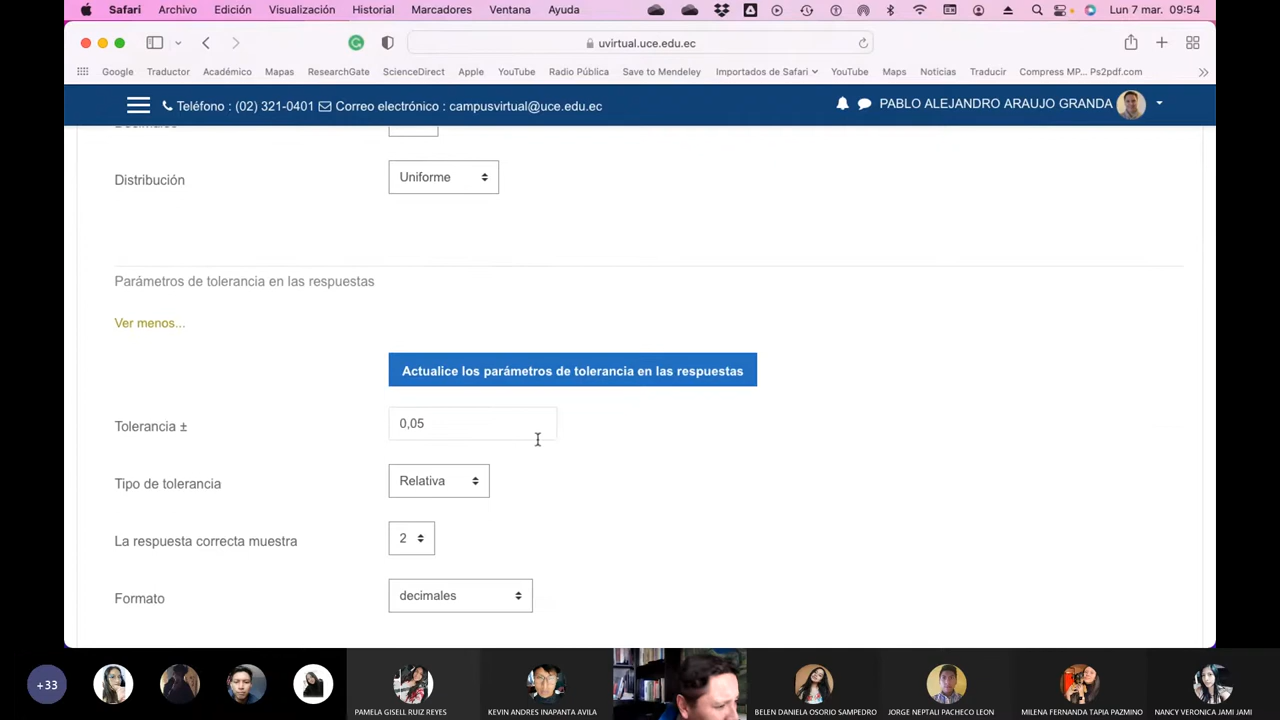 Safari Archivo Edición Visualización Historial Marcadores Ventana Ayuda Lun 7 mar. 09:54
uvirtual.uce.edu.ec
Google Traductor Académico Mapas ResearchGate ScienceDirect Apple YouTube Radio Pública Save to Mendeley Importados de Safari YouTube Maps Noticias Traducir Compress MP... Ps2pdf.com
Teléfono : (02) 321-0401 Correo electrónico : campusvirtual@uce.edu.ec PABLO ALEJANDRO ARAUJO GRANDA
Distribución Uniforme
Parámetros de tolerancia en las respuestas
Ver menos...
Actualice los parámetros de tolerancia en las respuestas
Tolerancia ± 0,05
Tipo de tolerancia Relativa
La respuesta correcta muestra 2
Formato decimales
+33
PAMELA GISELL RUIZ REYES KEVIN ANDRES INAPANTA AVILA BELEN DANIELA OSORIO SAMPEDRO JORGE NEPTALI PACHECO LEON MILENA FERNANDA TAPIA PAZMINO NANCY VERONICA JAMI JAMI